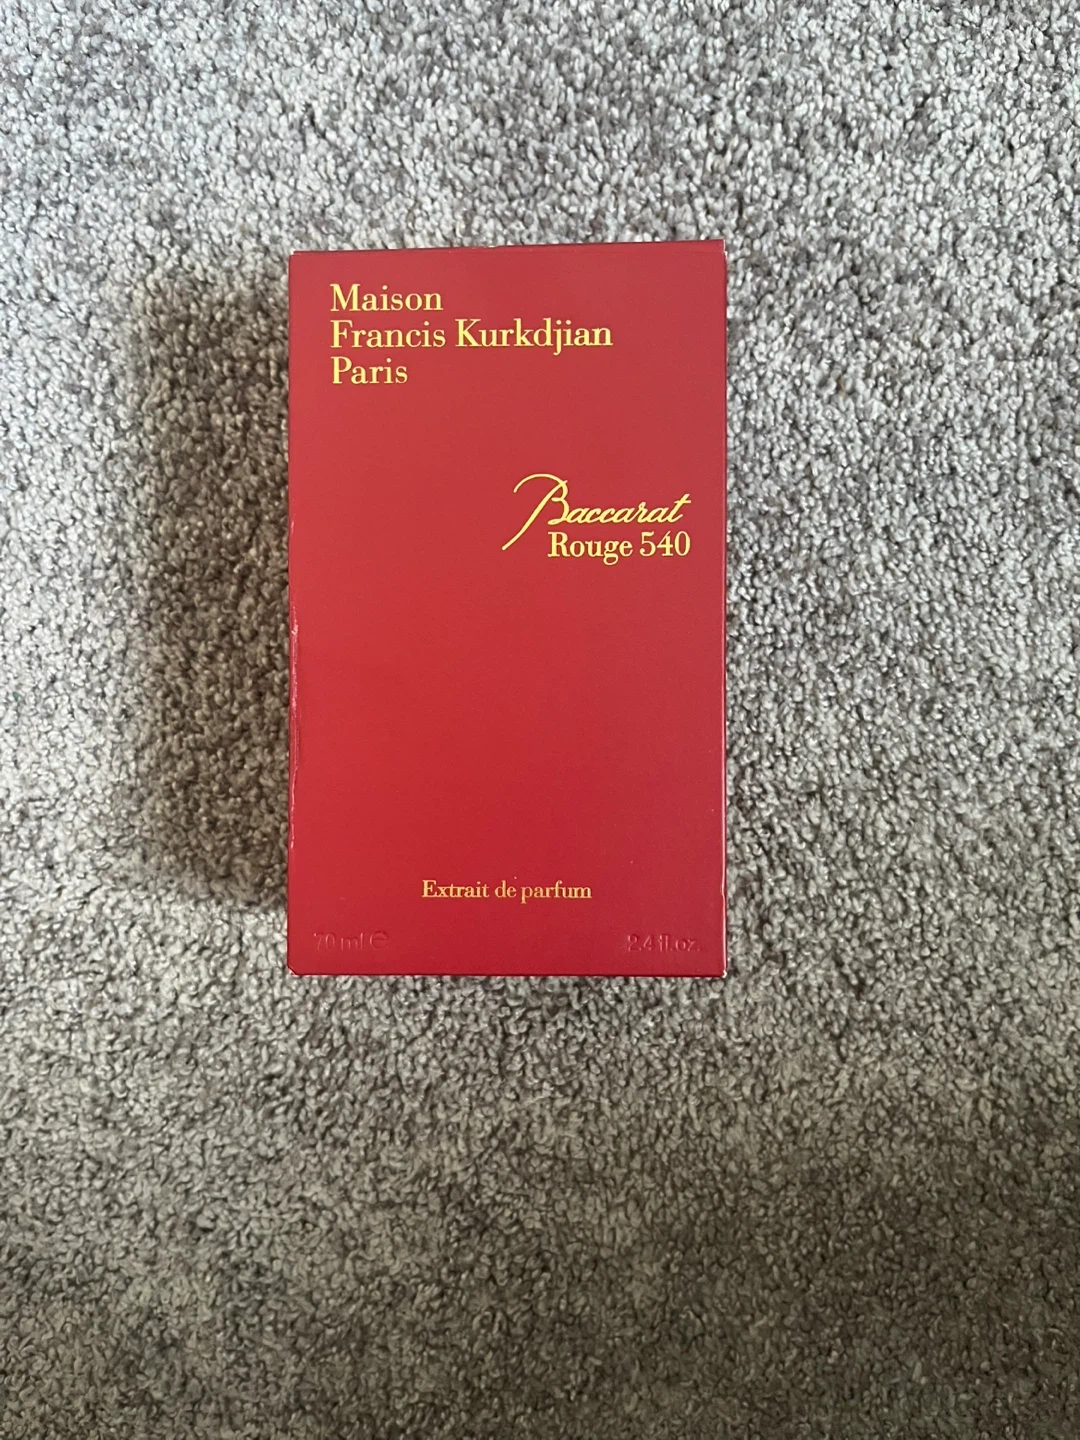 Maison
Francis Kurkdjian
Paris
Baccarat
Rouge 540
Extrait de parfum
70 ml ℮
2.4 fl.oz.